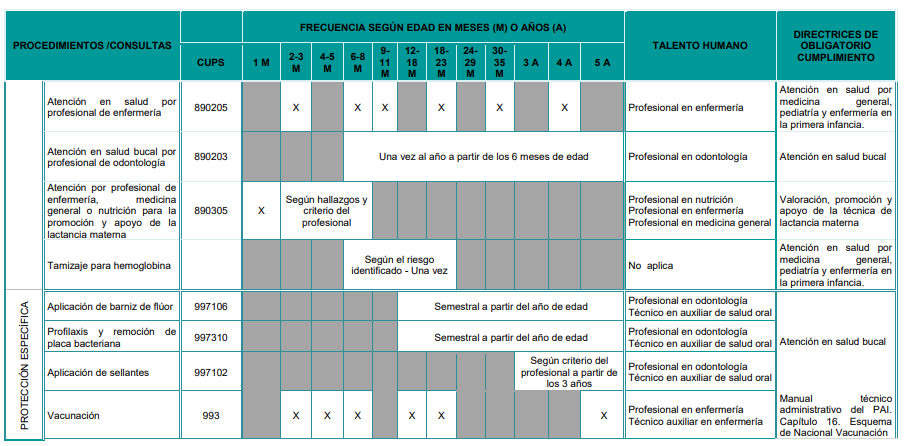 PROCEDIMIENTOS /CONSULTAS
FRECUENCIA SEGÚN EDAD EN MESES (M) O AÑOS (A)
TALENTO HUMANO
DIRECTRICES DE
OBLIGATORIO
CUMPLIMIENTO
CUPS
1 M
2-3
M
4-5
M
6-8
M
9-
11
M
12-
18
M
18-
23
M
24-
29
M
30-
35
M
3 A
4 A
5 A
Atención en salud por
profesional de enfermería
890205
X
X
X
X
X
X
Profesional en enfermería
Atención en salud por
medicina general,
pediatría y enfermería en
la primera infancia.
Atención en salud bucal por
profesional de odontología
890203
Una vez al año a partir de los 6 meses de edad
Profesional en odontología
Atención en salud bucal
Atención por profesional de
enfermería, medicina
general o nutrición para la
promoción y apoyo de la
lactancia materna
890305
X
Según hallazgos y
criterio del
profesional
Profesional en nutrición
Profesional en enfermería
Profesional en medicina general
Valoración, promoción y
apoyo de la técnica de
lactancia materna
Tamizaje para hemoglobina
Según el riesgo
identificado - Una vez
No aplica
Atención en salud por
medicina general,
pediatría y enfermería en
la primera infancia.
PROTECCIÓN ESPECÍFICA
Aplicación de barniz de flúor
997106
Semestral a partir del año de edad
Profesional en odontología
Técnico en auxiliar de salud oral
Atención en salud bucal
Profilaxis y remoción de
placa bacteriana
997310
Semestral a partir del año de edad
Profesional en odontología
Técnico en auxiliar de salud oral
Aplicación de sellantes
997102
Según criterio del
profesional a partir de
los 3 años
Profesional en odontología
Técnico en auxiliar de salud oral
Vacunación
993
X
X
X
X
X
X
Profesional en enfermería
Técnico auxiliar en enfermería
Manual técnico
administrativo del PAI.
Capítulo 16. Esquema
de Nacional Vacunación